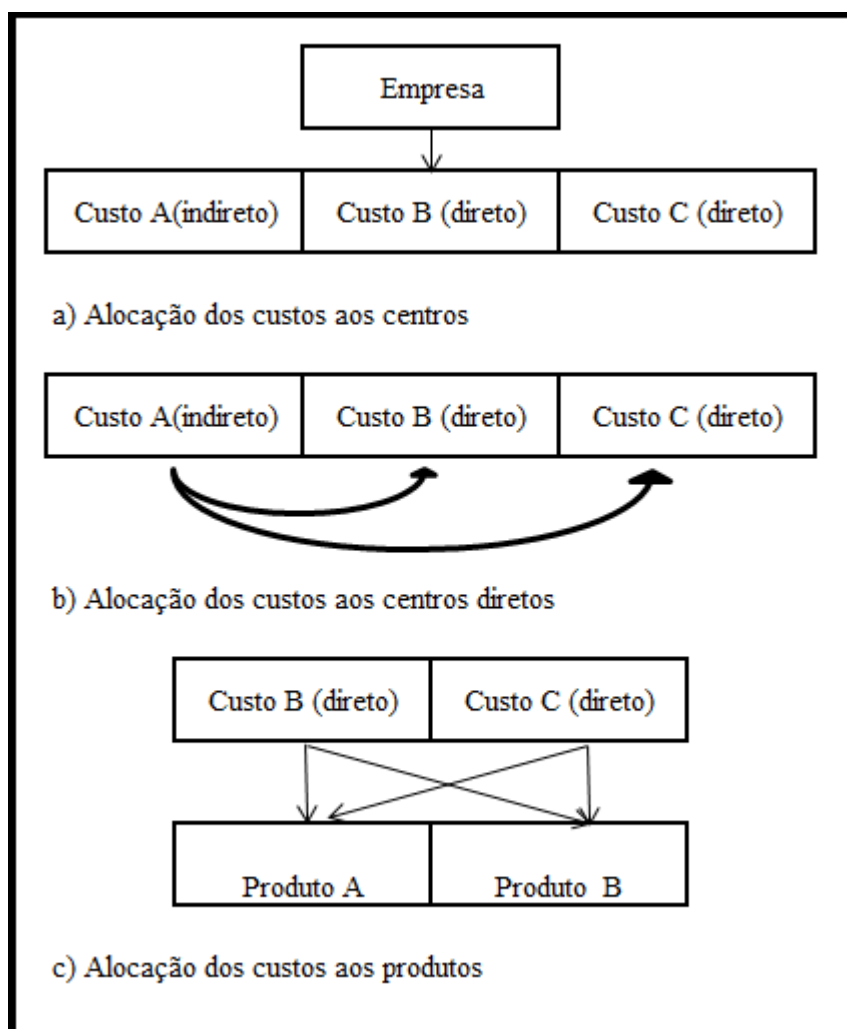 Empresa
Custo A(indireto) Custo B (direto) Custo C (direto)
a) Alocação dos custos aos centros
Custo A(indireto) Custo B (direto) Custo C (direto)
b) Alocação dos custos aos centros diretos
Custo B (direto) Custo C (direto)
Produto A Produto B
c) Alocação dos custos aos produtos